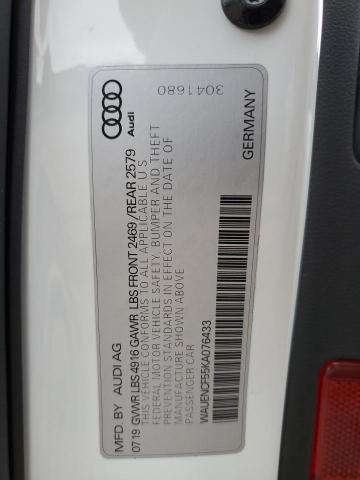 Audi
3041680
MFD. BY AUDI AG
GERMANY
0719 GVWR LBS 4916 GAWR LBS FRONT 2469/REAR 2579
THIS VEHICLE CONFORMS TO ALL APPLICABLE U S
FEDERAL MOTOR VEHICLE SAFETY, BUMPER AND THEFT
PREVENTION STANDARDS IN EFFECT ON THE DATE OF
MANUFACTURE SHOWN ABOVE
PASSENGER CAR
WAUENCF55KA076433